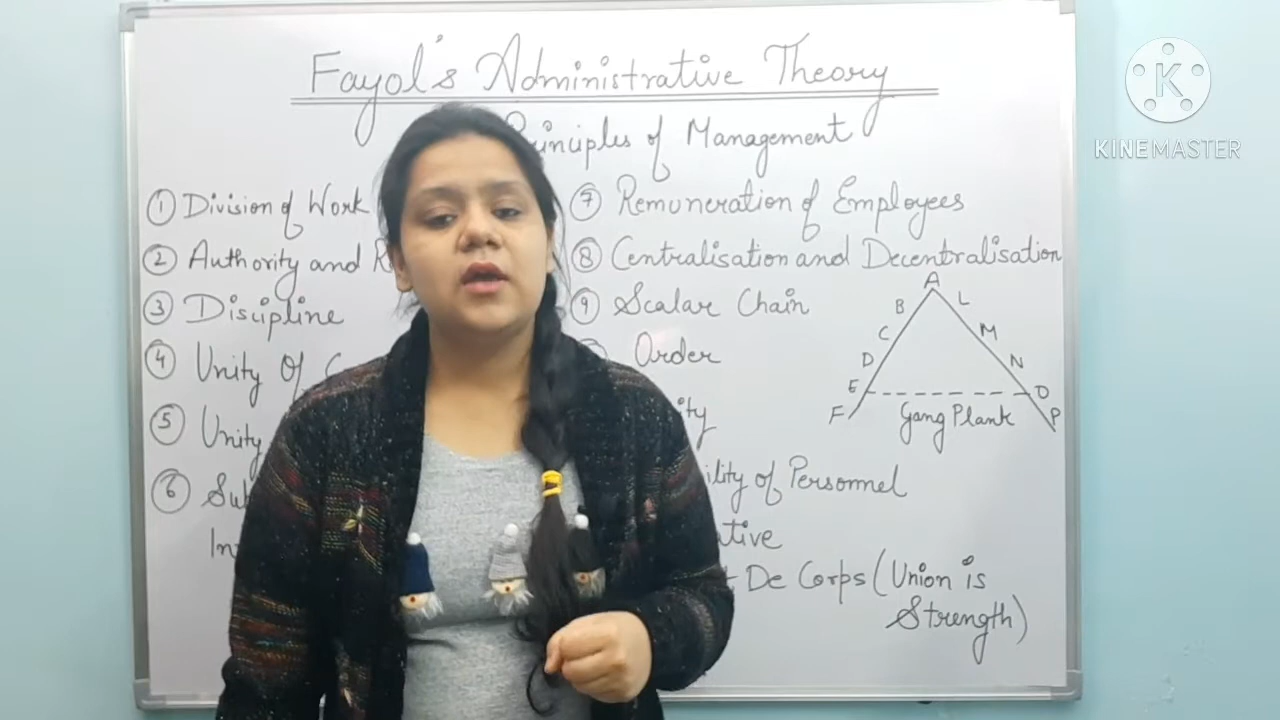 Fayol's Administrative Theory
Principles of Management
① Division of Work
② Authority and
③ Discipline
④ Unity Of
⑤ Unity
⑥
⑦ Remuneration of Employees
⑧ Centralisation and Decentralisation
⑨ Scalar Chain
Order
of Personnel
De Corps (Union is
Strength)
A
B
C
D
E
F
L
M
N
O
P
Gang Plank
K
KINEMASTER